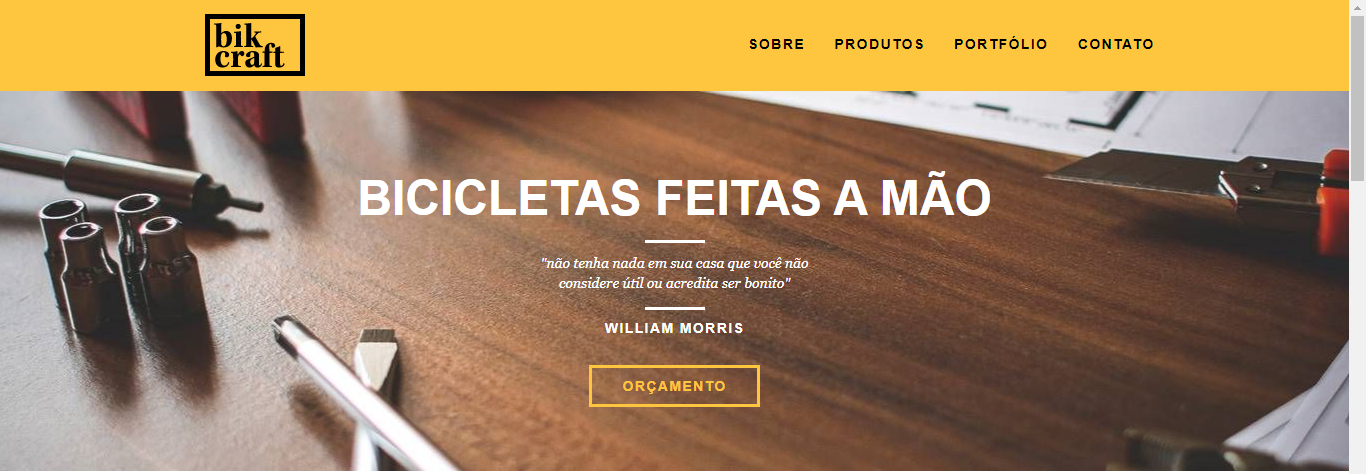 bik
craft
SOBRE PRODUTOS PORTFÓLIO CONTATO
BICICLETAS FEITAS A MÃO
"não tenha nada em sua casa que você não
considere útil ou acredita ser bonito"
WILLIAM MORRIS
ORÇAMENTO